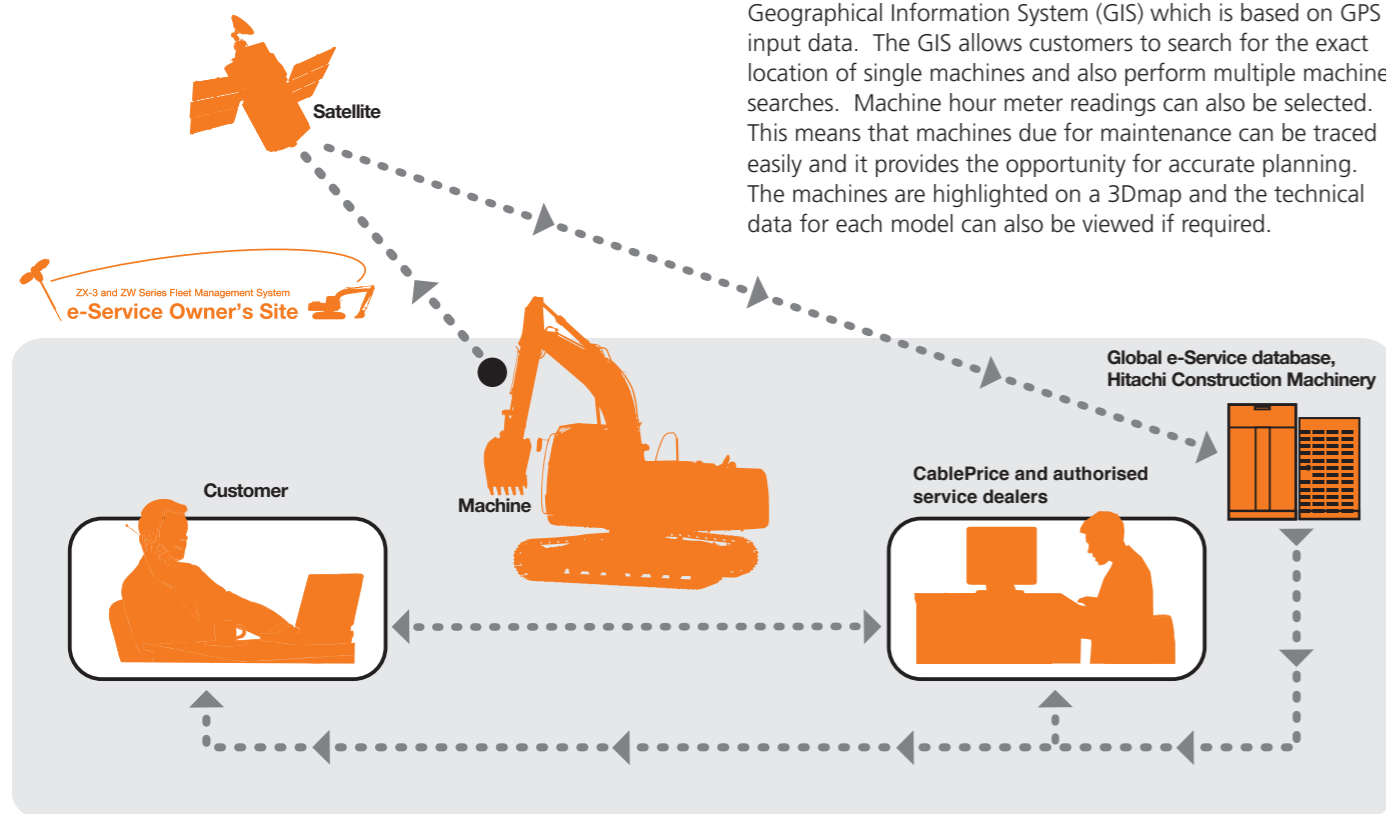 Geographical Information System (GIS) which is based on GPS
input data. The GIS allows customers to search for the exact
location of single machines and also perform multiple machine
searches. Machine hour meter readings can also be selected.
This means that machines due for maintenance can be traced
easily and it provides the opportunity for accurate planning.
The machines are highlighted on a 3Dmap and the technical
data for each model can also be viewed if required.
Satellite
ZX-3 and ZW Series Fleet Management System
e-Service Owner's Site
Global e-Service database,
Hitachi Construction Machinery
CablePrice and authorised
service dealers
Customer
Machine